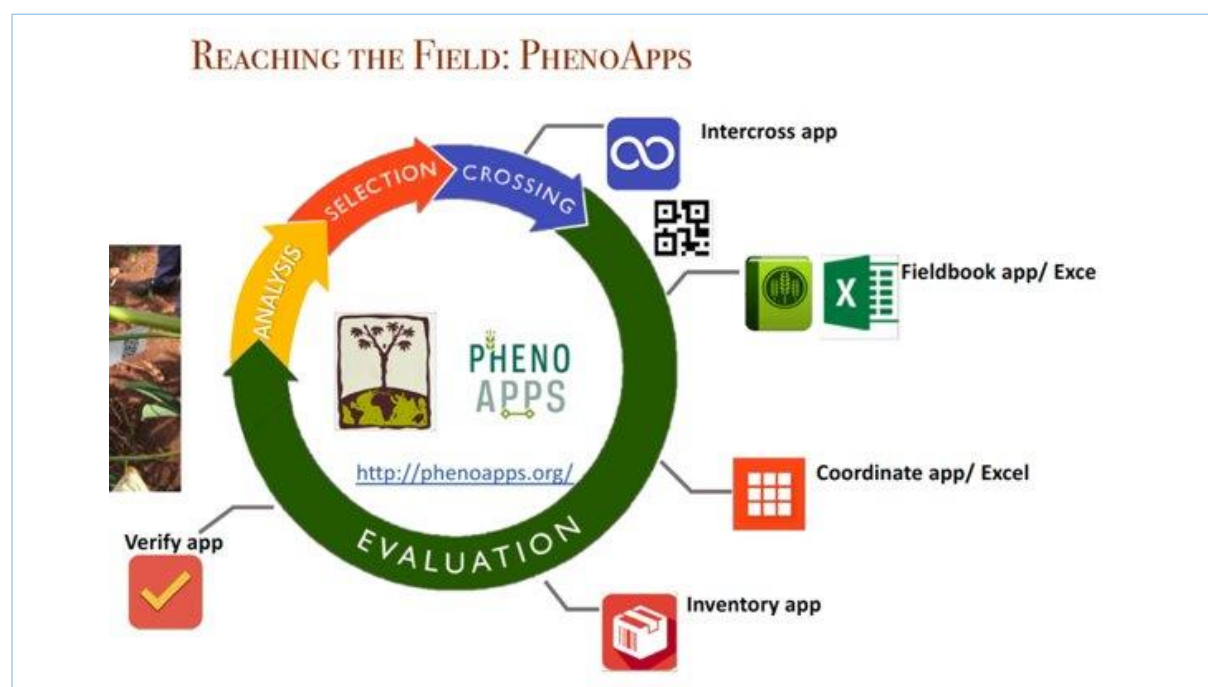 REACHING THE FIELD: PHENOAPPS
Intercross app
CROSSING
SELECTION
ANALYSIS
Fieldbook app/ Exce
X
PHENO
APPS
http://phenoapps.org/
Coordinate app/ Excel
EVALUATION
Verify app
Inventory app